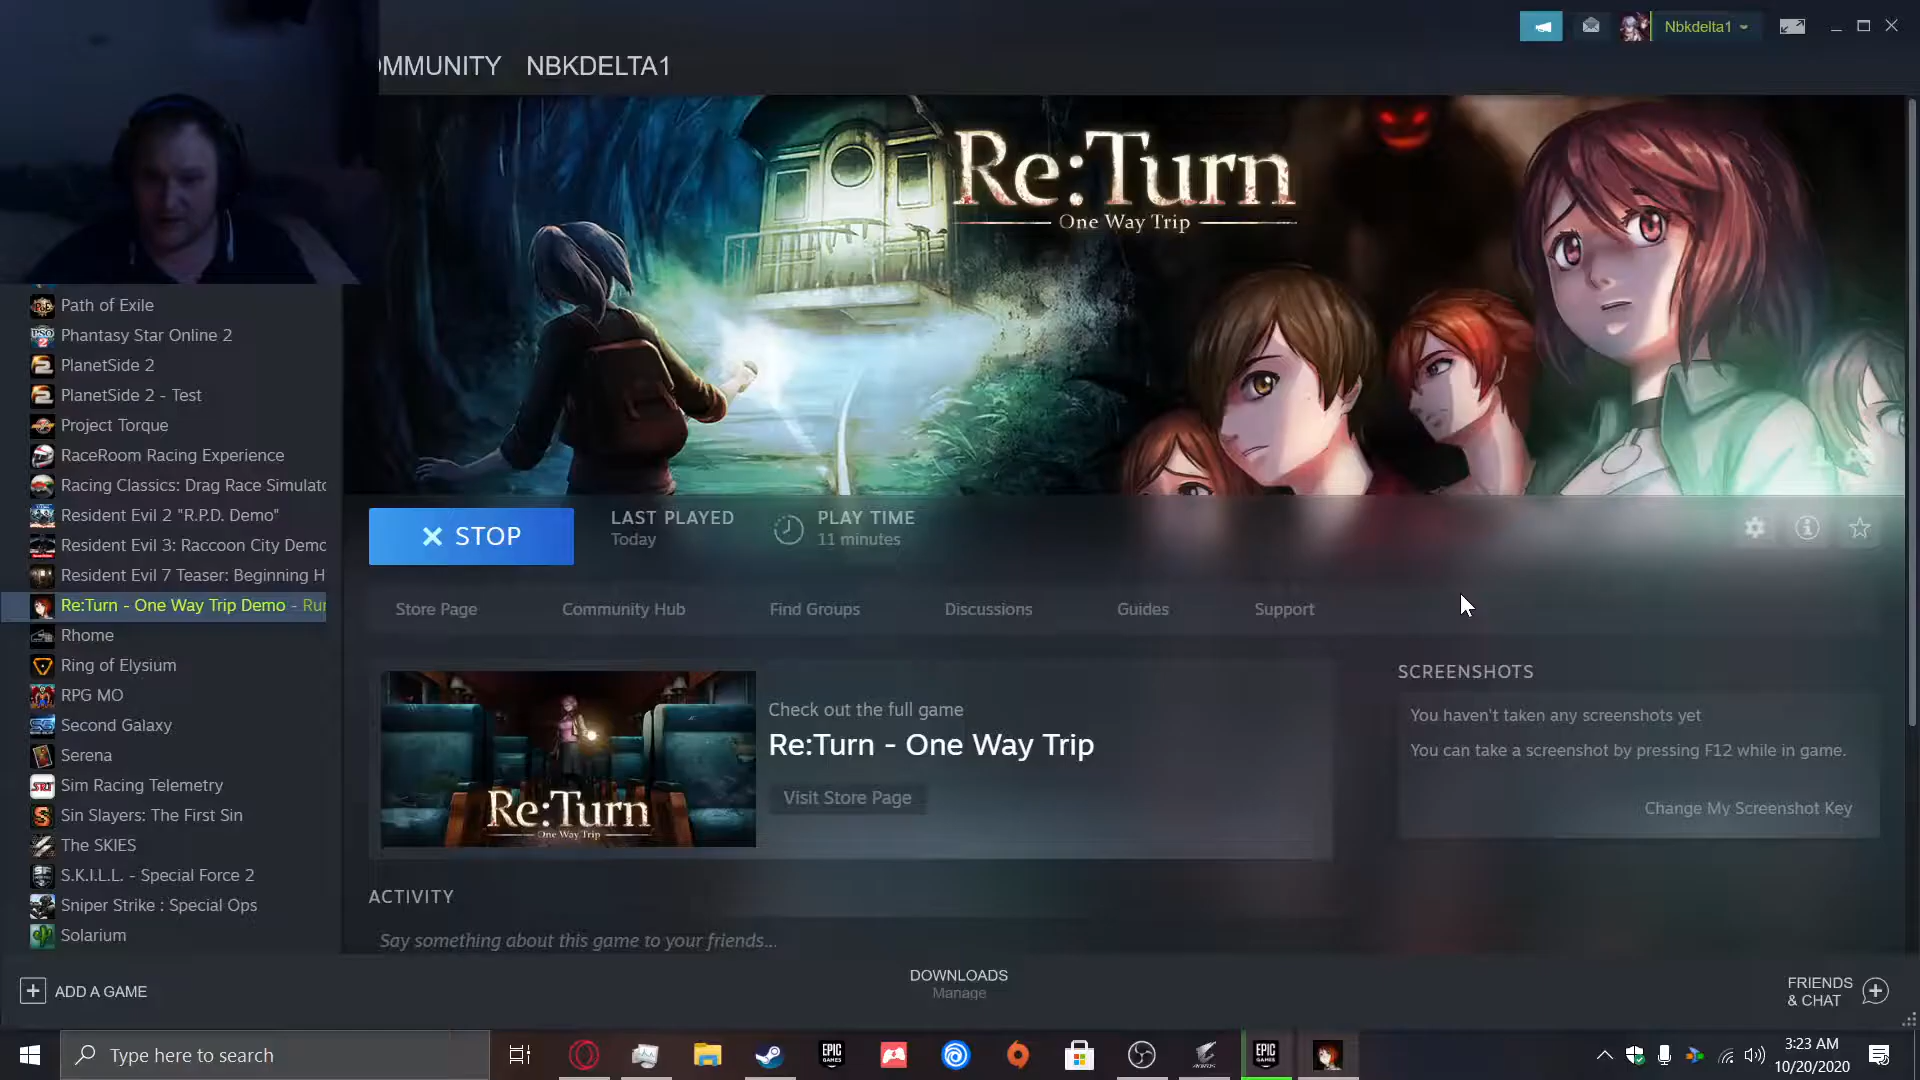 Nbkdelta1
OMMUNITY NBKDELTA1
Re:Turn
One Way Trip
Path of Exile
Phantasy Star Online 2
PlanetSide 2
PlanetSide 2 - Test
Project Torque
RaceRoom Racing Experience
Racing Classics: Drag Race Simulato
Resident Evil 2 "R.P.D. Demo"
Resident Evil 3: Raccoon City Demo
Resident Evil 7 Teaser: Beginning H
Re:Turn - One Way Trip Demo - Run
Rhome
Ring of Elysium
RPG MO
Second Galaxy
Serena
Sim Racing Telemetry
Sin Slayers: The First Sin
The SKIES
S.K.I.L.L. - Special Force 2
Sniper Strike : Special Ops
Solarium
STOP
LAST PLAYED
Today
PLAY TIME
11 minutes
Store Page
Community Hub
Find Groups
Discussions
Guides
Support
Check out the full game
Re:Turn - One Way Trip
Visit Store Page
Re:Turn
One Way Trip
SCREENSHOTS
You haven't taken any screenshots yet
You can take a screenshot by pressing F12 while in game.
Change My Screenshot Key
ACTIVITY
Say something about this game to your friends...
ADD A GAME
DOWNLOADS
Manage
FRIENDS
& CHAT
Type here to search
EPIC
GAMES
EPIC
GAMES
3:23 AM
10/20/2020